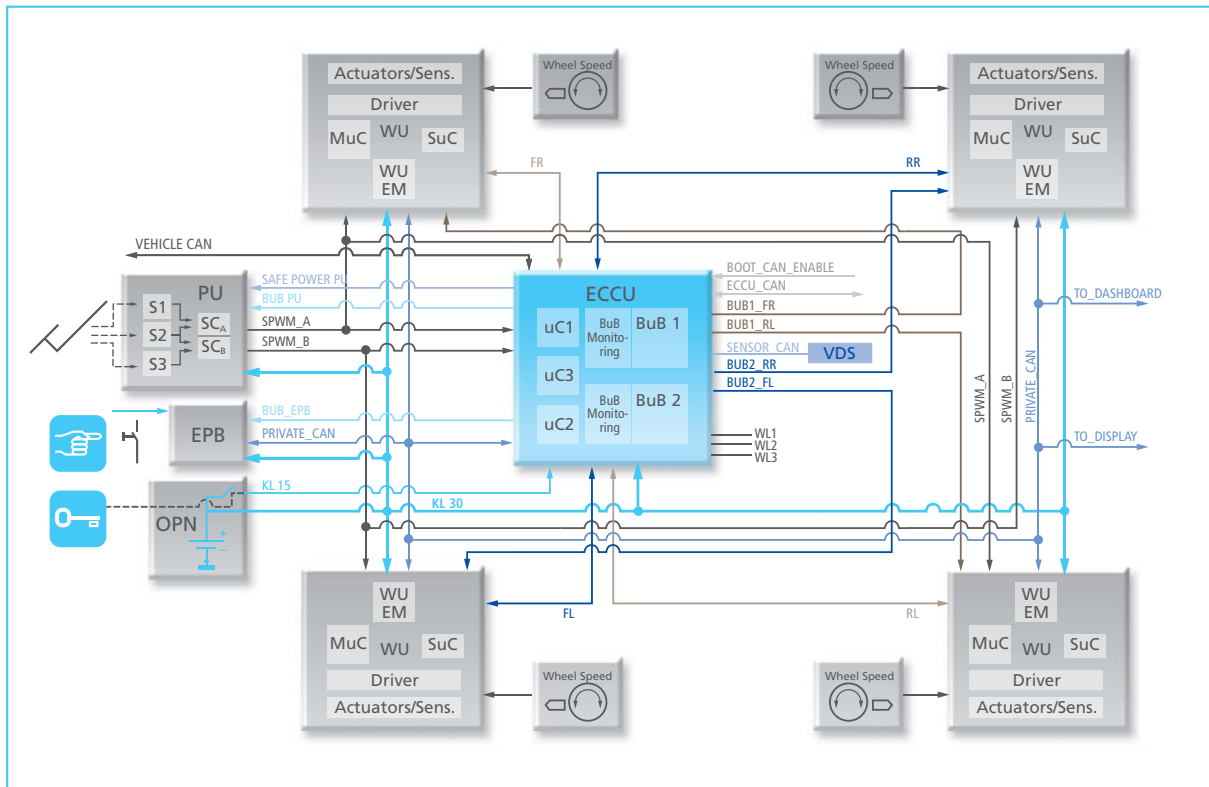 Actuators/Sens.
Driver
MuC
WU
SuC
WU
EM
Wheel Speed
Wheel Speed
Actuators/Sens.
Driver
MuC
WU
SuC
WU
EM
FR
RR
VEHICLE CAN
PU
S1
S2
S3
SCA
SCB
SAFE POWER PU
BUB PU
SPWM_A
SPWM_B
ECCU
uC1
uC3
uC2
BuB
Monito-
ring
BuB 1
BuB
Monito-
ring
BuB 2
BOOT_CAN_ENABLE
ECCU_CAN
BUB1_FR
BUB1_RL
SENSOR_CAN
VDS
BUB2_RR
BUB2_FL
WL1
WL2
WL3
SPWM_A
SPWM_B
PRIVATE_CAN
TO_DASHBOARD
TO_DISPLAY
EPB
BUB_EPB
PRIVATE_CAN
OPN
+
−
KL 15
KL 30
FL
RL
WU
EM
MuC
WU
SuC
Driver
Actuators/Sens.
Wheel Speed
Wheel Speed
WU
EM
MuC
WU
SuC
Driver
Actuators/Sens.